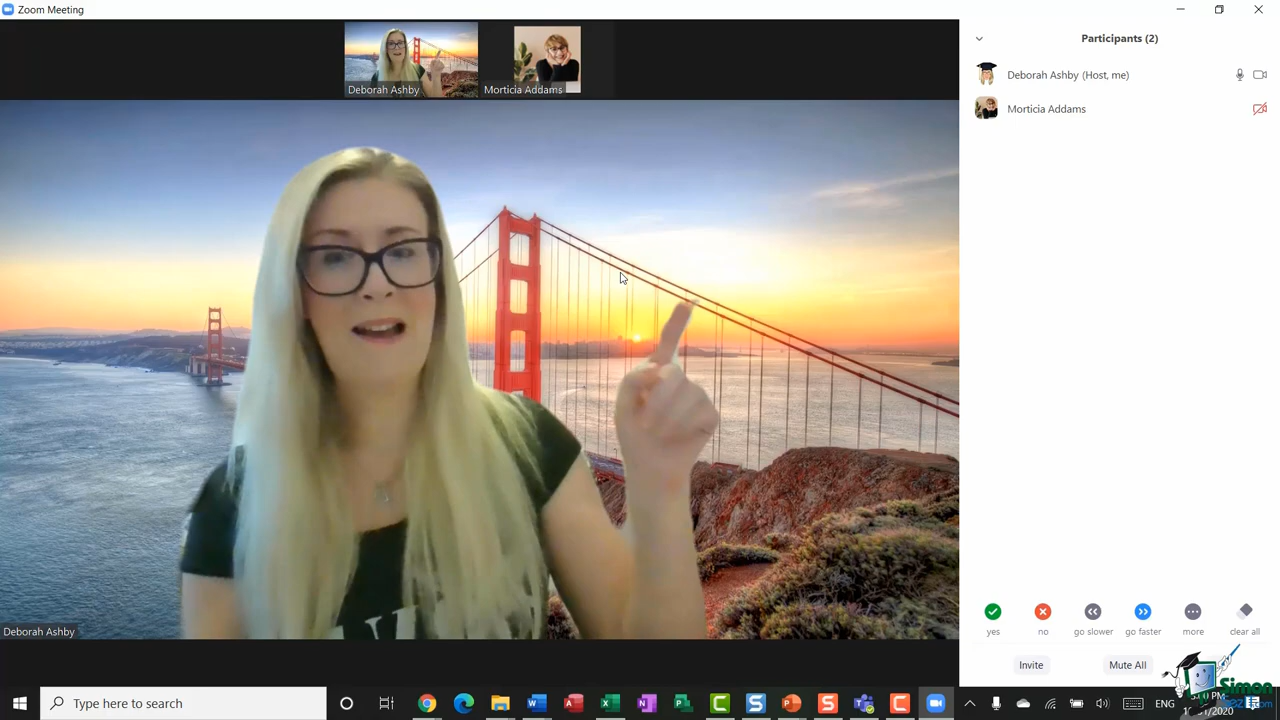 Zoom Meeting
Deborah Ashby
Morticia Addams
Participants (2)
Deborah Ashby (Host, me)
Morticia Addams
Deborah Ashby
yes
no
go slower
go faster
more
clear all
Invite
Mute All
Type here to search
ENG
Simon